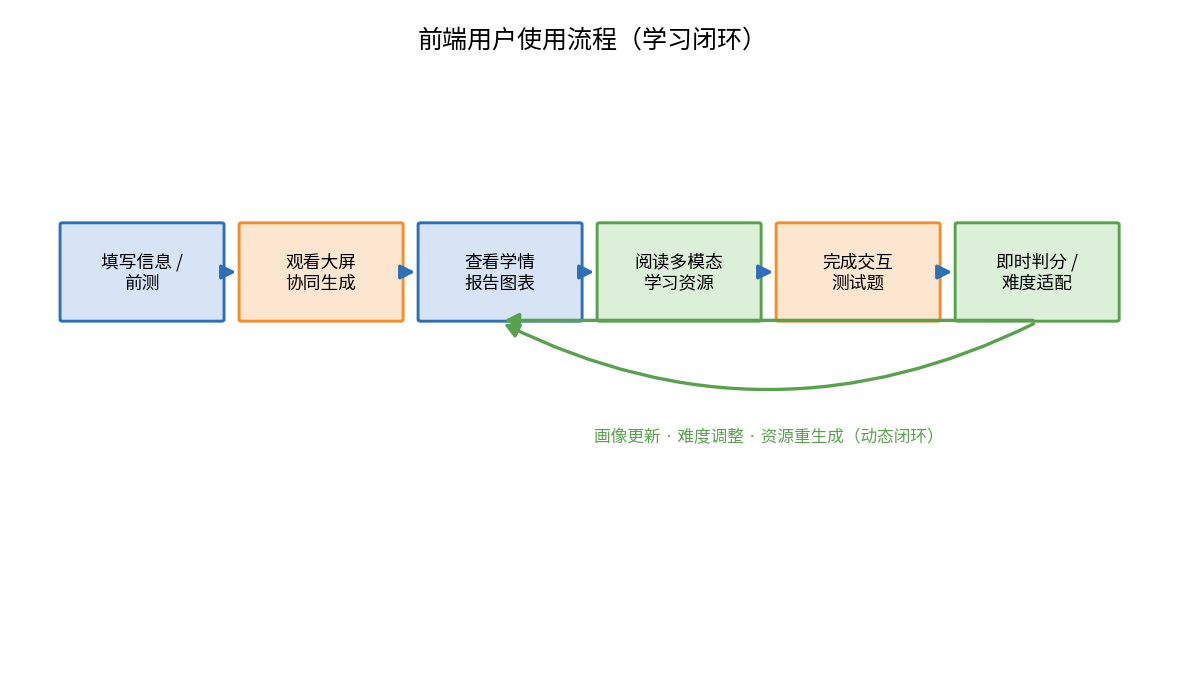 前端用户使用流程（学习闭环）
填写信息 /
前测
观看大屏
协同生成
查看学情
报告图表
阅读多模态
学习资源
完成交互
测试题
即时判分 /
难度适配
画像更新 · 难度调整 · 资源重生成（动态闭环）